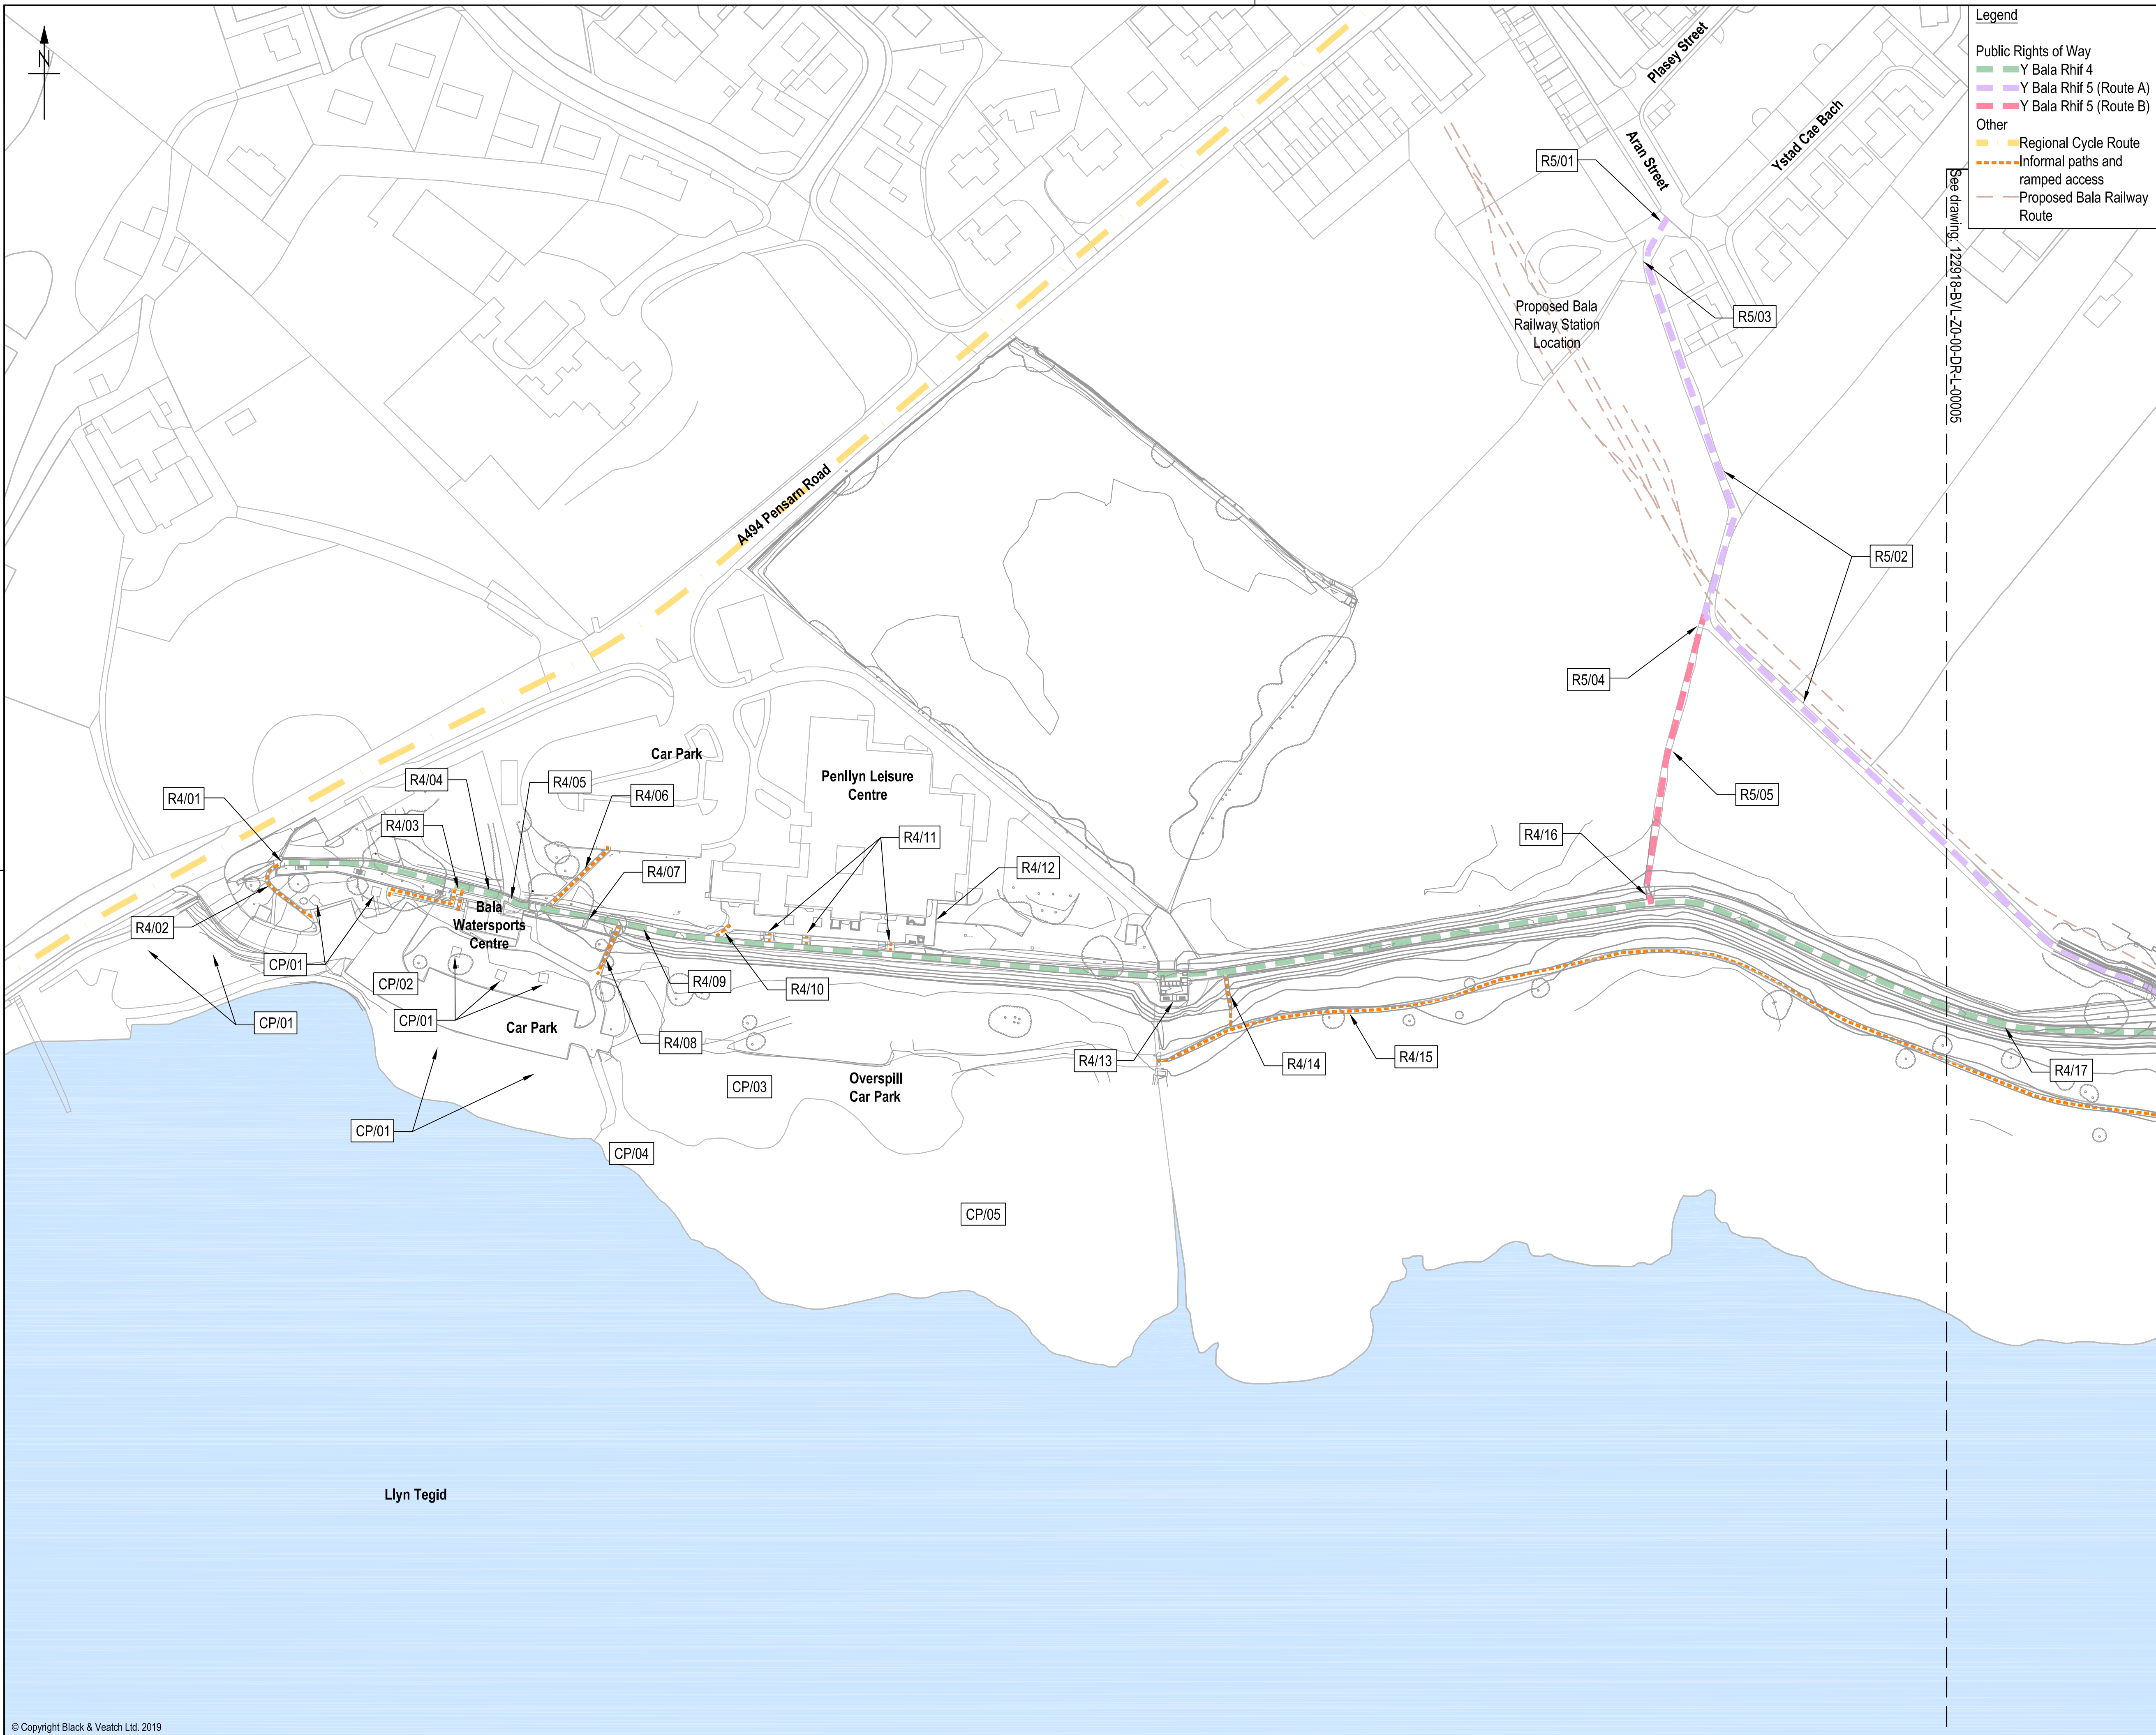 N
Legend
Public Rights of Way
Y Bala Rhif 4
Y Bala Rhif 5 (Route A)
Y Bala Rhif 5 (Route B)
Other
Regional Cycle Route
Informal paths and
ramped access
Proposed Bala Railway
Route
See drawing: 122918-BVL-Z0-00-DR-L-00005
Plasey Street
Aran Street
Ystad Cae Bach
R5/01
R5/03
Proposed Bala
Railway Station
Location
A494 Pensarn Road
R5/02
R5/04
R5/05
Car Park
Penllyn Leisure
Centre
R4/01
R4/04
R4/05
R4/06
R4/03
R4/11
R4/16
R4/12
R4/07
R4/02
Bala
Watersports
Centre
CP/01
CP/02
R4/09
R4/10
CP/01
CP/01
Car Park
R4/08
R4/13
R4/14
R4/15
R4/17
CP/03
Overspill
Car Park
CP/01
CP/04
CP/05
Llyn Tegid
© Copyright Black & Veatch Ltd. 2019